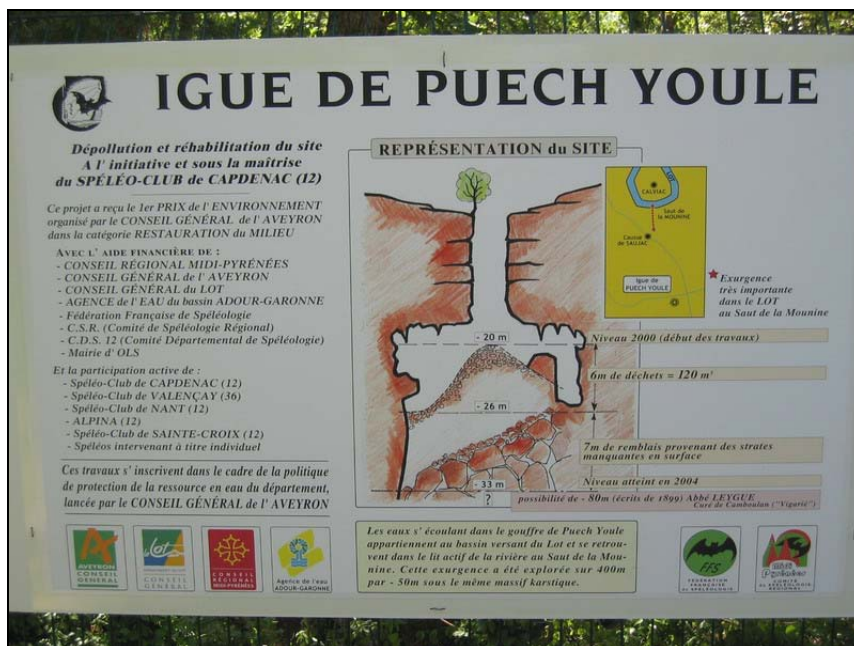 IGUE DE PUECH YOULE
Dépollution et réhabilitation du site
A l' initiative et sous la maîtrise
du SPÉLÉO-CLUB de CAPDENAC (12)
Ce projet a reçu le 1er PRIX de l' ENVIRONNEMENT
organisé par le CONSEIL GÉNÉRAL de l' AVEYRON
dans la catégorie RESTAURATION du MILIEU
AVEC L' AIDE FINANCIÈRE DE :
- CONSEIL RÉGIONAL MIDI-PYRÉNÉES
- CONSEIL GÉNÉRAL de l' AVEYRON
- CONSEIL GÉNÉRAL du LOT
- AGENCE de l' EAU du bassin ADOUR-GARONNE
- Fédération Française de Spéléologie
- C.S.R. (Comité de Spéléologie Régional)
- C.D.S. 12 (Comité Départemental de Spéléologie)
- Mairie d' OLS
Et la participation active de :
- Spéléo-Club de CAPDENAC (12)
- Spéléo-Club de VALENÇAY (36)
- Spéléo-Club de NANT (12)
- ALPINA (12)
- Spéléo-Club de SAINTE-CROIX (12)
- Spéléos intervenant à titre individuel
Ces travaux s' inscrivent dans le cadre de la politique
de protection de la ressource en eau du département,
lancée par le CONSEIL GÉNÉRAL de l' AVEYRON
AVEYRON
CONSEIL
GÉNÉRAL
Lot
CONSEIL
GÉNÉRAL
CONSEIL
RÉGIONAL
MIDI-PYRÉNÉES
Agence de l'eau
ADOUR-GARONNE
REPRÉSENTATION du SITE
- 20 m
- 26 m
- 33 m
?
LOT
CALVIAC
Saut de
la MOUNINE
Causse
de SAUJAC
Igue de
PUECH YOULE
Exurgence
très importante
dans le LOT
au Saut de la Mounine
Niveau 2000 (début des travaux)
6m de déchets = 120 m³
7m de remblais provenant des strates
manquantes en surface
Niveau atteint en 2004
possibilité de - 80m (écrits de 1899) Abbé LEYGUE
Curé de Camboulan ("Vigarié")
Les eaux s' écoulant dans le gouffre de Puech Youle
appartiennent au bassin versant du Lot et se retrou-
vent dans le lit actif de la rivière au Saut de la Mou-
nine. Cette exurgence a été explorée sur 400m
par - 50m sous le même massif karstique.
FFS
FÉDÉRATION
FRANÇAISE
de SPÉLÉOLOGIE
Midi
Pyrénées
COMITÉ
de SPÉLÉOLOGIE
RÉGIONAL